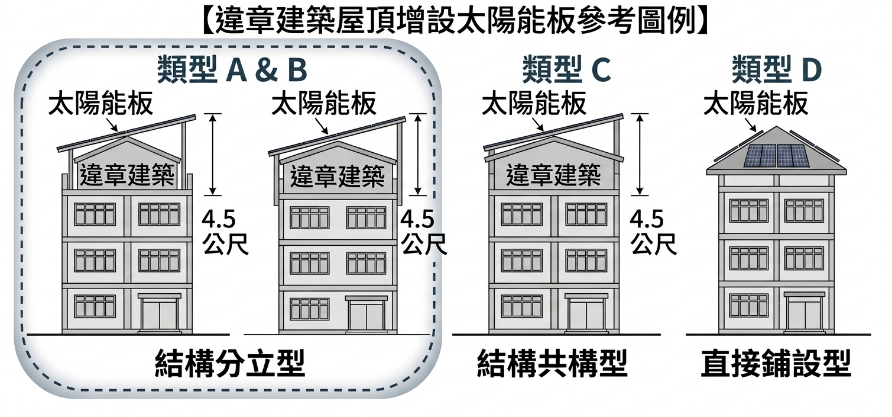 【違章建築屋頂增設太陽能板參考圖例】
類型 A & B
類型 C
類型 D
太陽能板
太陽能板
太陽能板
太陽能板
違章建築
違章建築
違章建築
4.5
公尺
4.5
公尺
4.5
公尺
結構分立型
結構共構型
直接鋪設型